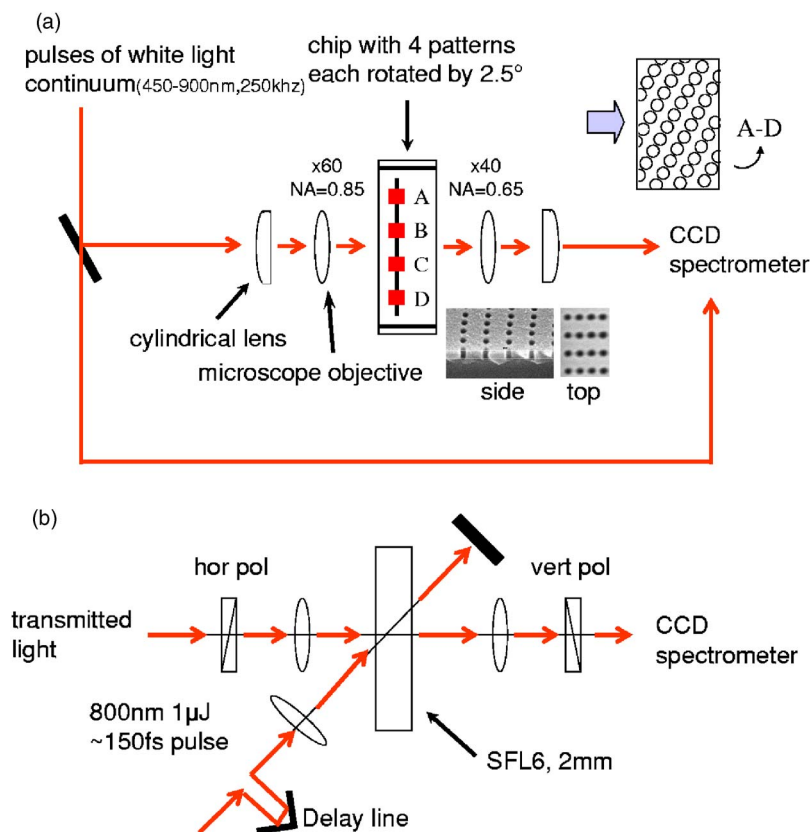 (a)
pulses of white light
continuum(450-900nm,250khz)
chip with 4 patterns
each rotated by 2.5°
A-D
x60
NA=0.85
x40
NA=0.65
A
B
C
D
CCD
spectrometer
cylindrical lens
microscope objective
side
top
(b)
hor pol
vert pol
transmitted
light
CCD
spectrometer
800nm 1µJ
~150fs pulse
SFL6, 2mm
Delay line